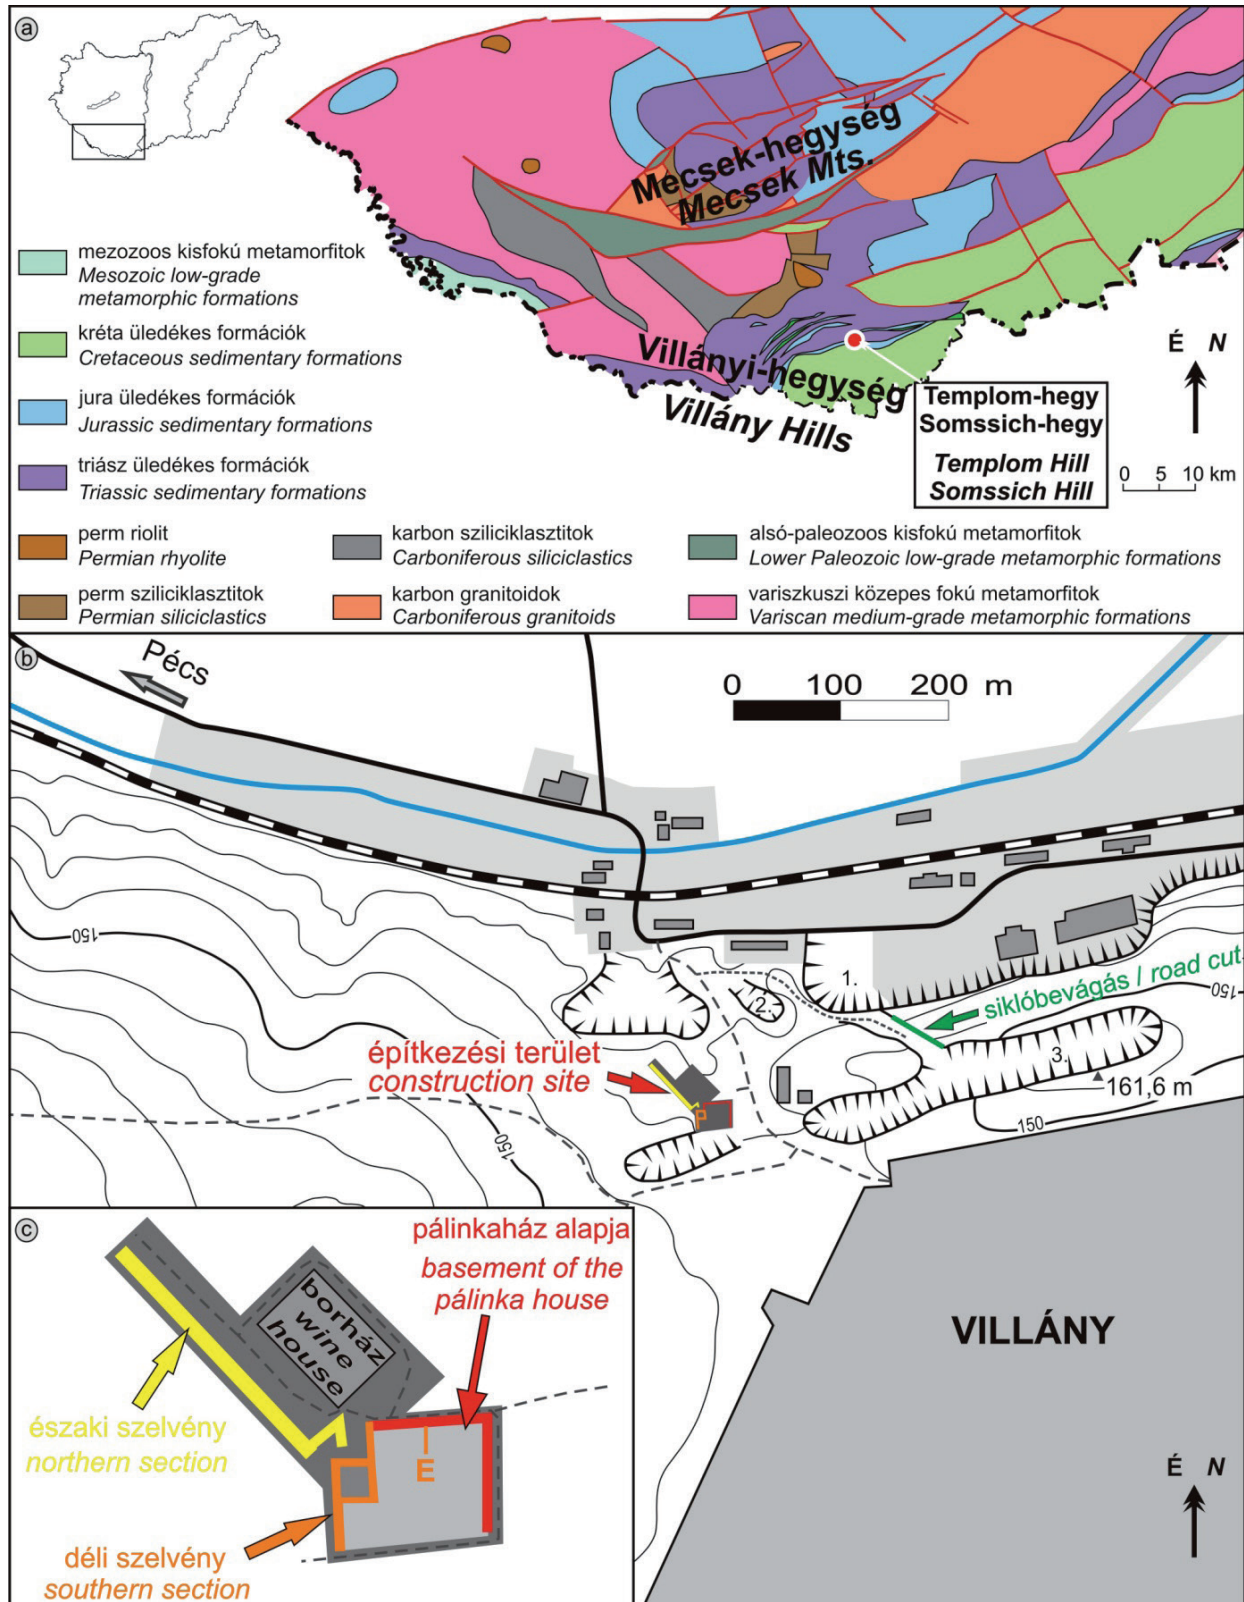 a
Mecsek-hegység
Mecsek Mts.
mezozoos kisfokú metamorfitok
Mesozoic low-grade
metamorphic formations
kréta üledékes formációk
Cretaceous sedimentary formations
jura üledékes formációk
Jurassic sedimentary formations
triász üledékes formációk
Triassic sedimentary formations
Villányi-hegység
Villány Hills
Templom-hegy
Somssich-hegy
Templom Hill
Somssich Hill
É N
0 5 10 km
perm riolit
Permian rhyolite
karbon sziliciklasztitok
Carboniferous siliciclastics
alsó-paleozoos kisfokú metamorfitok
Lower Paleozoic low-grade metamorphic formations
perm sziliciklasztitok
Permian siliciclastics
karbon granitoidok
Carboniferous granitoids
variszkuszi közepes fokú metamorfitok
Variscan medium-grade metamorphic formations
b
Pécs
0 100 200 m
150
1.
2.
siklóbevágás / road cut
150
építkezési terület
construction site
3.
161,6 m
150
150
VILLÁNY
É N
c
pálinkaház alapja
basement of the
pálinka house
borház
wine
house
északi szelvény
northern section
E
déli szelvény
southern section